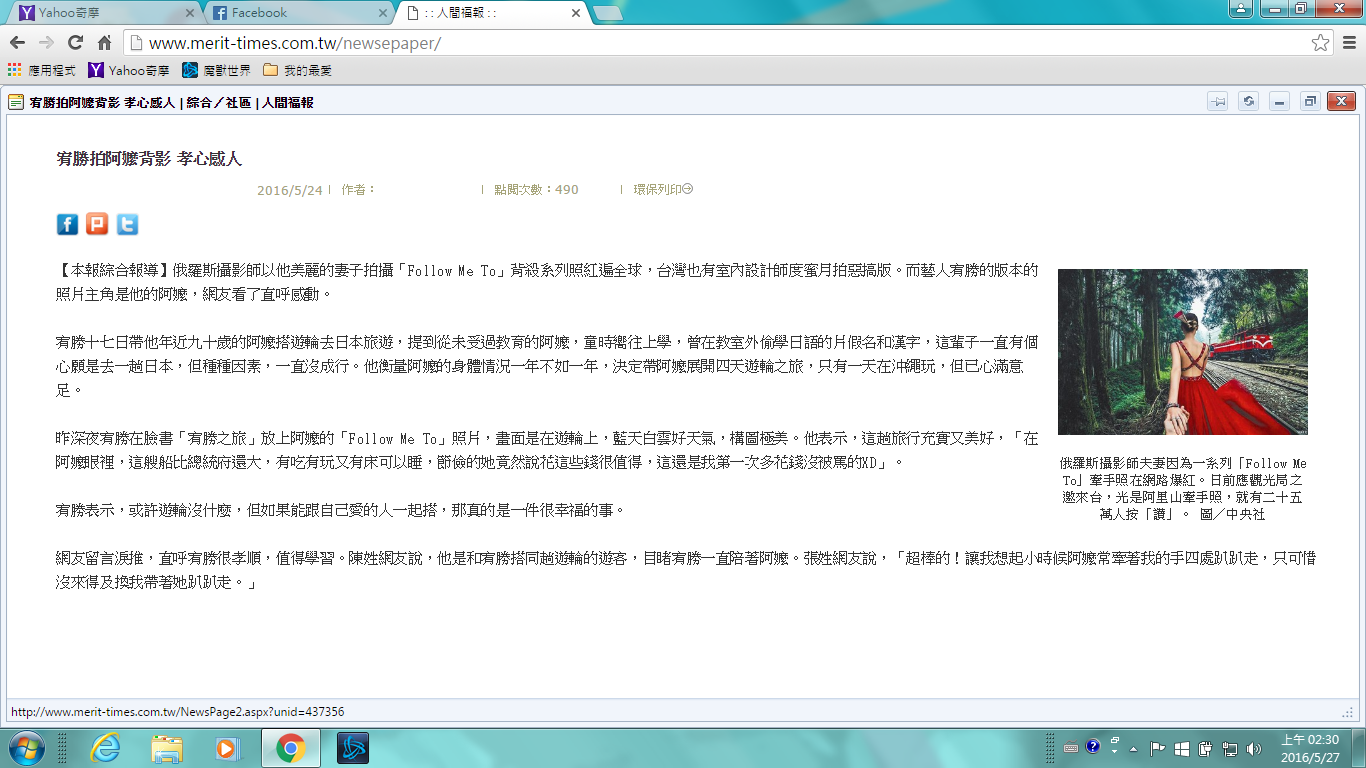 Yahoo奇摩
Facebook
: : 人間福報 : :
www.merit-times.com.tw/newsepaper/
應用程式 Yahoo奇摩 魔獸世界 我的最愛
宥勝拍阿嬤背影 孝心感人 | 綜合／社區 | 人間福報
宥勝拍阿嬤背影 孝心感人
2016/5/24 | 作者： | 點閱次數：490 | 環保列印
【本報綜合報導】俄羅斯攝影師以他美麗的妻子拍攝「Follow Me To」背殺系列照紅遍全球，台灣也有室內設計師度蜜月拍惡搞版。而藝人宥勝的版本的
照片主角是他的阿嬤，網友看了直呼感動。
宥勝十七日帶他年近九十歲的阿嬤搭遊輪去日本旅遊，提到從未受過教育的阿嬤，童時嚮往上學，曾在教室外偷學日語的片假名和漢字，這輩子一直有個
心願是去一趟日本，但種種因素，一直沒成行。他衡量阿嬤的身體情況一年不如一年，決定帶阿嬤展開四天遊輪之旅，只有一天在沖繩玩，但已心滿意
足。
昨深夜宥勝在臉書「宥勝之旅」放上阿嬤的「Follow Me To」照片，畫面是在遊輪上，藍天白雲好天氣，構圖極美。他表示，這趟旅行充實又美好，「在
阿嬤眼裡，這艘船比總統府還大，有吃有玩又有床可以睡，節儉的她竟然說花這些錢很值得，這還是我第一次多花錢沒被罵的XD」。
宥勝表示，或許遊輪沒什麼，但如果能跟自己愛的人一起搭，那真的是一件很幸福的事。
網友留言淚推，直呼宥勝很孝順，值得學習。陳姓網友說，他是和宥勝搭同趟遊輪的遊客，目睹宥勝一直陪著阿嬤。張姓網友說，「超棒的！讓我想起小時候阿嬤常牽著我的手四處趴趴走，只可惜
沒來得及換我帶著她趴趴走。」
俄羅斯攝影師夫妻因為一系列「Follow Me
To」牽手照在網路爆紅。日前應觀光局之
邀來台，光是阿里山牽手照，就有二十五
萬人按「讚」。 圖／中央社
http://www.merit-times.com.tw/NewsPage2.aspx?unid=437356
上午 02:30
2016/5/27